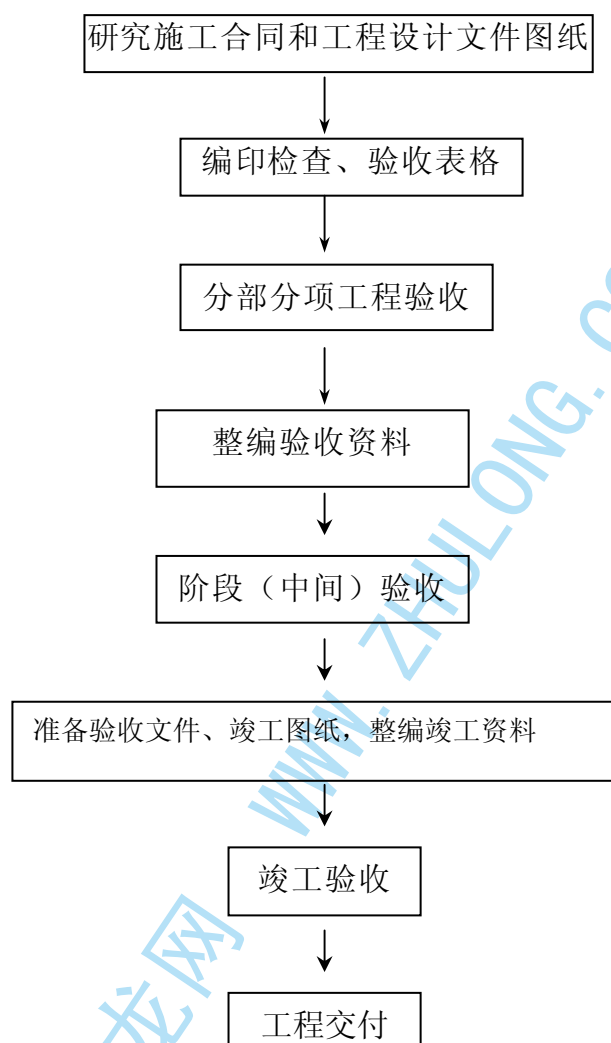 研究施工合同和工程设计文件图纸
编印检查、验收表格
分部分项工程验收
整编验收资料
阶段（中间）验收
准备验收文件、竣工图纸，整编竣工资料
竣工验收
工程交付
龙网 WWW.ZHULONG.C